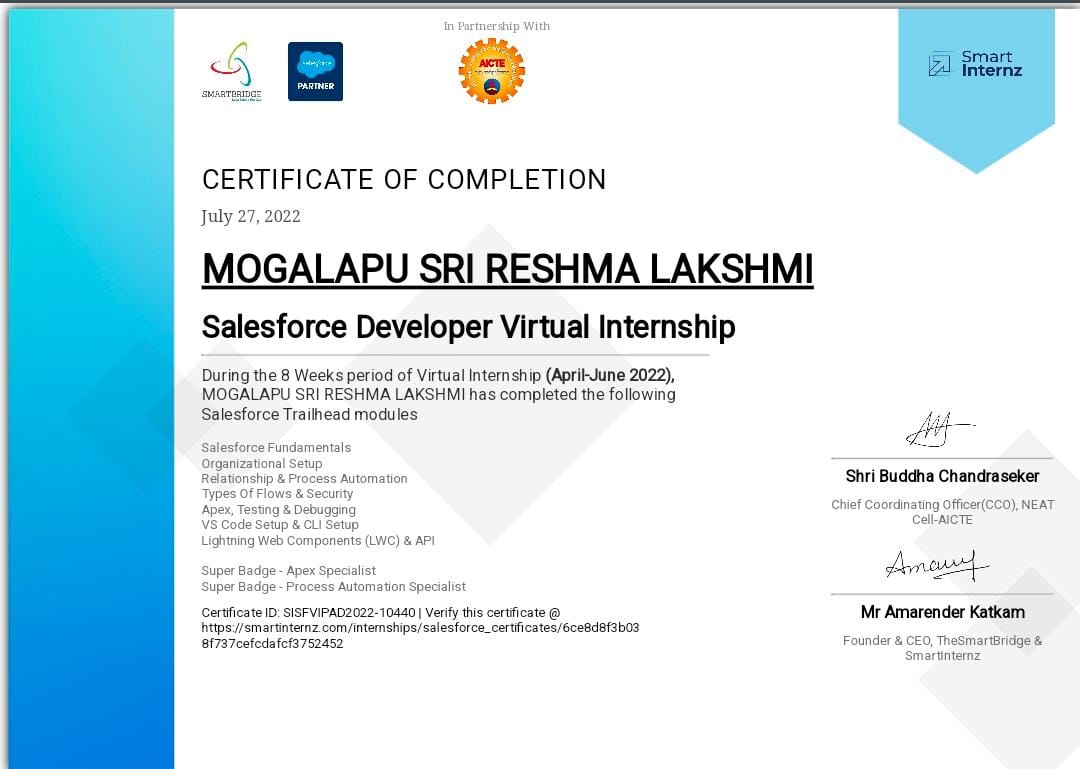 In Partnership With
SMARTBRIDGE
salesforce
PARTNER
AICTE
Smart
Internz
CERTIFICATE OF COMPLETION
July 27, 2022
MOGALAPU SRI RESHMA LAKSHMI
Salesforce Developer Virtual Internship
During the 8 Weeks period of Virtual Internship (April-June 2022),
MOGALAPU SRI RESHMA LAKSHMI has completed the following
Salesforce Trailhead modules
Salesforce Fundamentals
Organizational Setup
Relationship & Process Automation
Types Of Flows & Security
Apex, Testing & Debugging
VS Code Setup & CLI Setup
Lightning Web Components (LWC) & API
Super Badge - Apex Specialist
Super Badge - Process Automation Specialist
Certificate ID: SISFVIPAD2022-10440 | Verify this certificate @
https://smartinternz.com/internships/salesforce_certificates/6ce8d8f3b03
8f737cefcdafcf3752452
Shri Buddha Chandraseker
Chief Coordinating Officer(CCO), NEAT
Cell-AICTE
Mr Amarender Katkam
Founder & CEO, TheSmartBridge &
SmartInternz